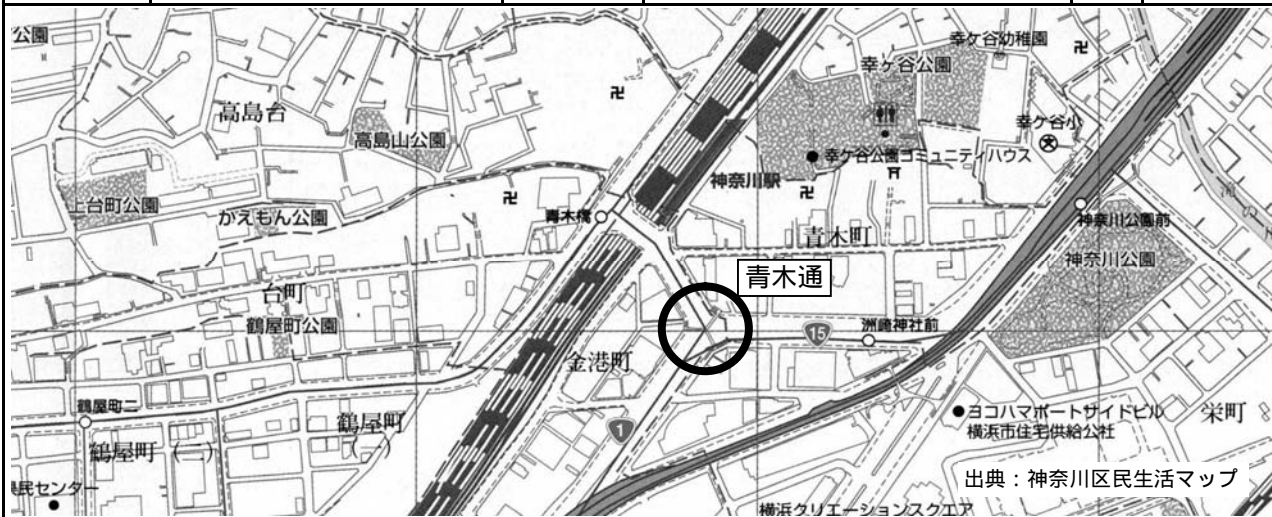 公園
幸ケ谷幼稚園
幸ケ谷公園
高島台
高島山公園
幸ケ谷小
幸ケ谷公園コミュニティハウス
神奈川駅
上台町公園
かえもん公園
青木橋
青木町
神奈川公園前
神奈川公園
青木通
台町
鶴屋町公園
15
洲崎神社前
金港町
鶴屋町二
鶴屋町(二)
鶴屋町
(一)
1
ヨコハマポートサイドビル
横浜市住宅供給公社
栄町
民センター
出典:神奈川区民生活マップ
横浜クリエーションスクエア